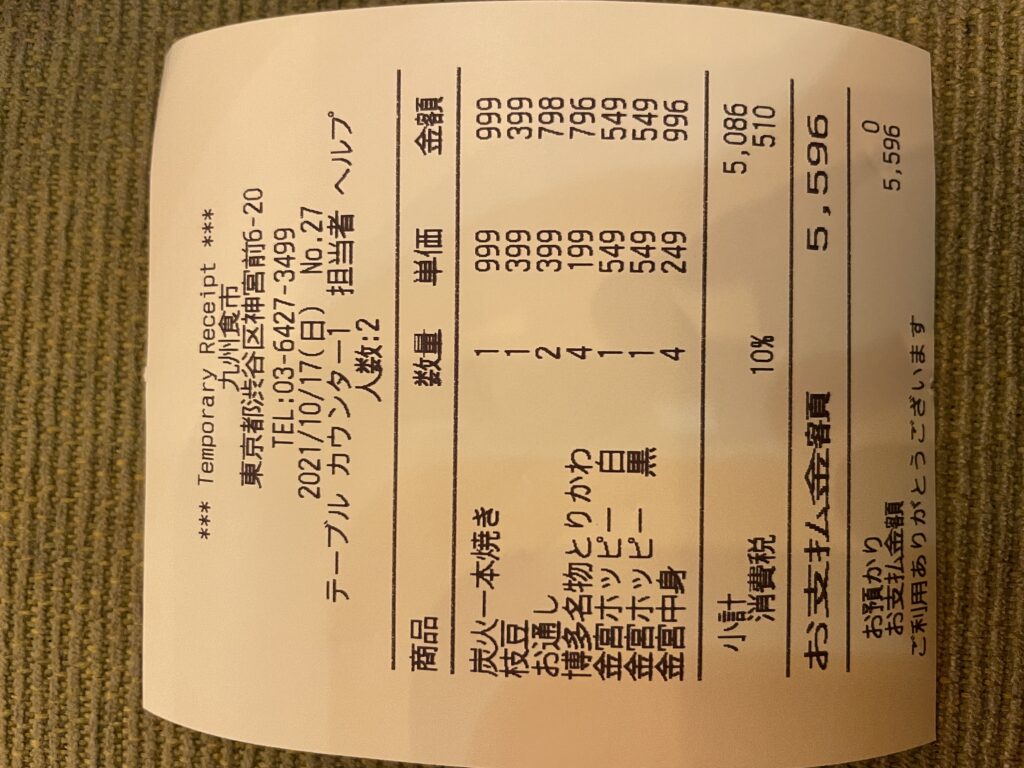 *** Temporary Receipt ***
九州食市
東京都渋谷区神宮前6-20
TEL:03-6427-3499
2021/10/17(日) No.27
テーブル カウンター1 担当者 ヘルプ
人数:2
商品 数量 単価 金額
炭火一本焼き 1 999 999
枝豆 1 399 399
お通し 2 399 798
博多名物とりかわ 4 199 796
金宮ホッピー 白 1 549 549
金宮ホッピー 黒 1 549 549
金宮中身 4 249 996
小計 5,086
消費税 10% 510
お支払金額 5,596
お預かり 0
お支払金額 5,596
ご利用ありがとうございます